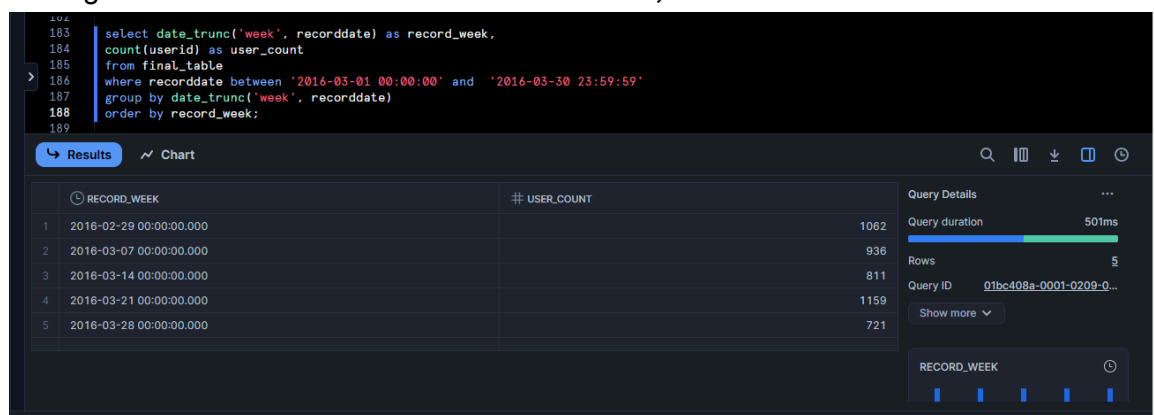 183 select date_trunc('week', recorddate) as record_week,
184 count(userid) as user_count
185 from final_table
186 where recorddate between '2016-03-01 00:00:00' and '2016-03-30 23:59:59'
187 group by date_trunc('week', recorddate)
188 order by record_week;
189
Results Chart
RECORD_WEEK USER_COUNT
1 2016-02-29 00:00:00.000 1062
2 2016-03-07 00:00:00.000 936
3 2016-03-14 00:00:00.000 811
4 2016-03-21 00:00:00.000 1159
5 2016-03-28 00:00:00.000 721
Query Details ...
Query duration 501ms
Rows 5
Query ID 01bc408a-0001-0209-0...
Show more
RECORD_WEEK